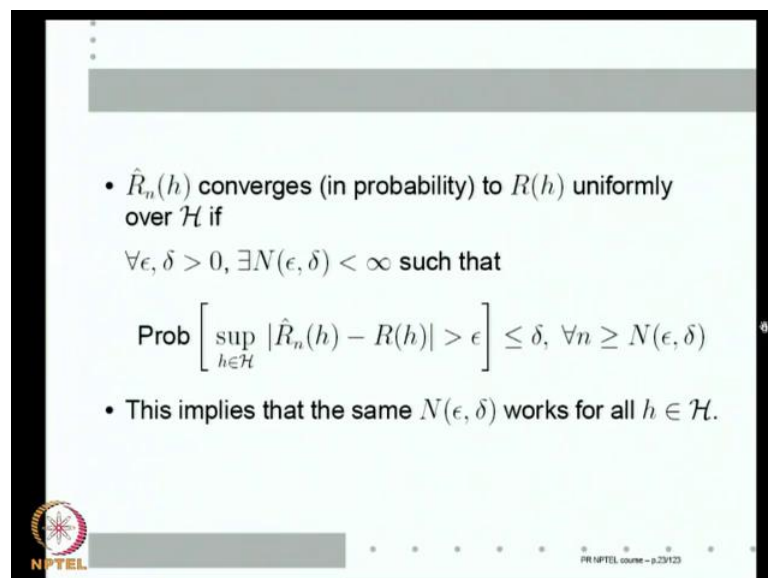 • R̂ₙ(h) converges (in probability) to R(h) uniformly
over ℋ if
∀ϵ, δ > 0, ∃N(ϵ, δ) < ∞ such that
Prob [ sup_{h∈ℋ} |R̂ₙ(h) − R(h)| > ϵ ] ≤ δ, ∀n ≥ N(ϵ, δ)
• This implies that the same N(ϵ, δ) works for all h ∈ ℋ.
NPTEL
PR NPTEL course – p.23/123